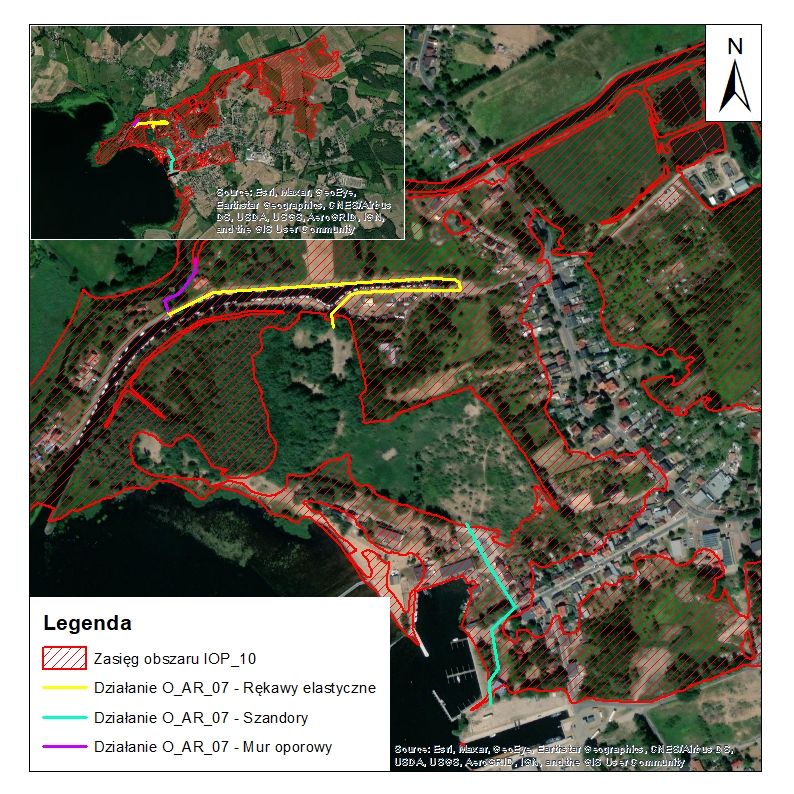 Source: Esri, Maxar, GeoEye,
Earthstar Geographics, CNES/Airbus
DS, USDA, USGS, AeroGRID, IGN,
and the GIS User Community
N
Legenda
Zasięg obszaru IOP_10
Działanie O_AR_07 - Rękawy elastyczne
Działanie O_AR_07 - Szandory
Działanie O_AR_07 - Mur oporowy
Source: Esri, Maxar, GeoEye, Earthstar Geographics, CNES/Airbus DS,
USDA, USGS, AeroGRID, IGN, and the GIS User Community